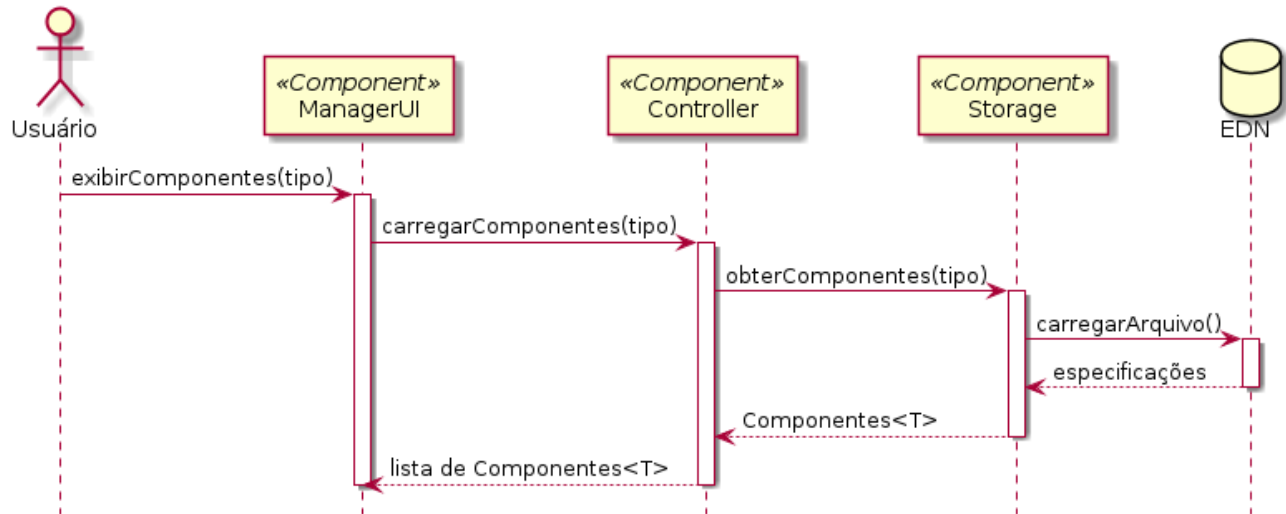 Usuário
«Component»
ManagerUI
«Component»
Controller
«Component»
Storage
EDN
exibirComponentes(tipo)
carregarComponentes(tipo)
obterComponentes(tipo)
carregarArquivo()
especificações
Componentes<T>
lista de Componentes<T>